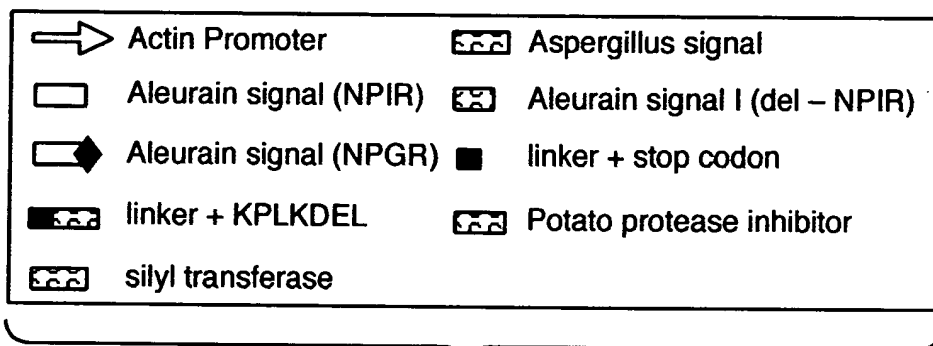 Actin Promoter
Aspergillus signal
Aleurain signal (NPIR)
Aleurain signal I (del – NPIR)
Aleurain signal (NPGR)
linker + stop codon
linker + KPLKDEL
Potato protease inhibitor
silyl transferase